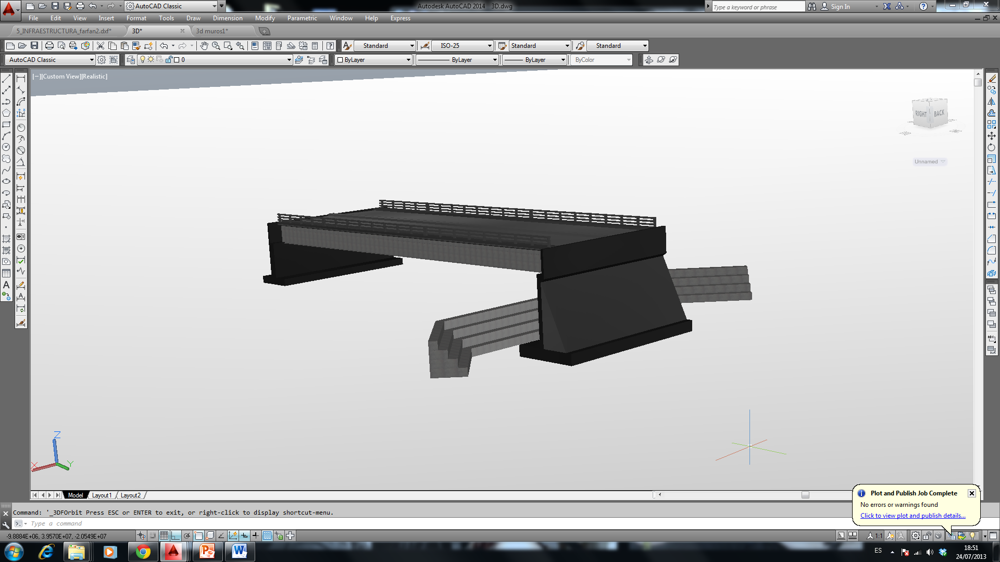 AutoCAD Classic
Autodesk AutoCAD 2014 3D.dwg
Type a keyword or phrase
Sign In
File Edit View Insert Format Tools Draw Dimension Modify Parametric Window Help Express
5_INFRAESTRUCTURA_farfan2.dxf* 3D* 3d muros1*
Standard ISO-25 Standard Standard
AutoCAD Classic 0 ByLayer ByLayer ByLayer ByColor
[−][Custom View][Realistic]
RIGHT BACK
Unnamed
Z
X Y
Model Layout1 Layout2
Plot and Publish Job Complete
No errors or warnings found
Click to view plot and publish details...
Command: '_3DFOrbit Press ESC or ENTER to exit, or right-click to display shortcut-menu.
Type a command
-9.8884E+06, 3.9570E+07, -2.0549E+07
1:1
ES
18:51
24/07/2013